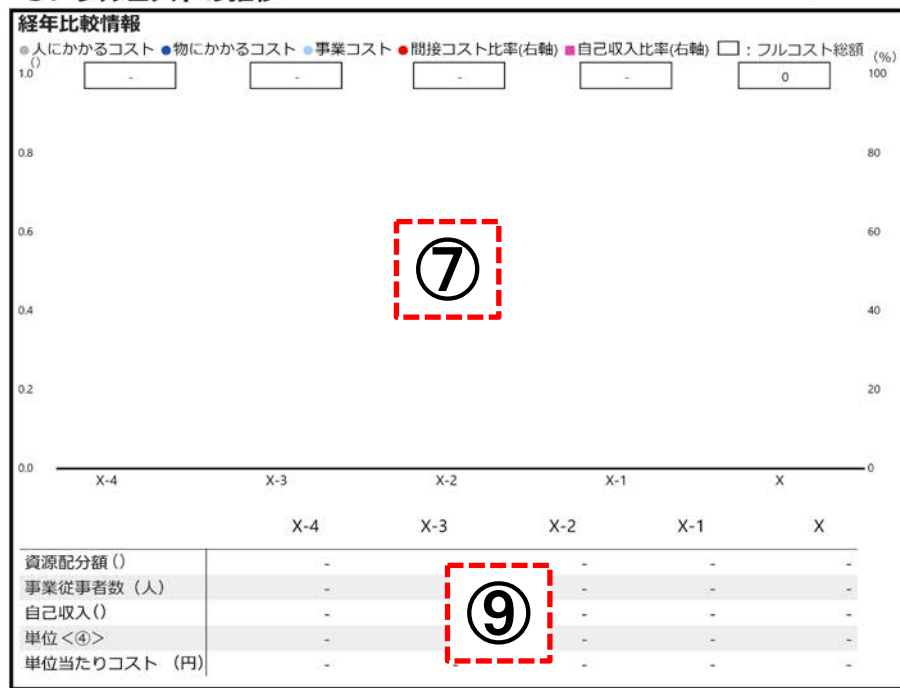 経年比較情報
●人にかかるコスト ●物にかかるコスト ●事業コスト ●間接コスト比率(右軸) ■自己収入比率(右軸) □：フルコスト総額
() (%)
1.0 - - - - 0 100
0.8 80
0.6 60
⑦
0.4 40
0.2 20
0.0 0
X-4 X-3 X-2 X-1 X
X-4 X-3 X-2 X-1 X
資源配分額() - - - -
事業従事者数（人） - - - -
自己収入() - ⑨ - - -
単位<④> - - - -
単位当たりコスト （円） - - - - -